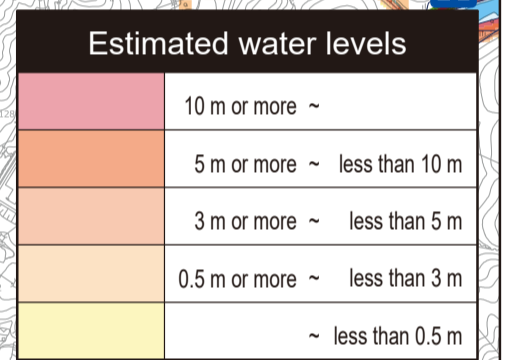 Estimated water levels
10 m or more ~
5 m or more ~ less than 10 m
3 m or more ~ less than 5 m
0.5 m or more ~ less than 3 m
~ less than 0.5 m
128